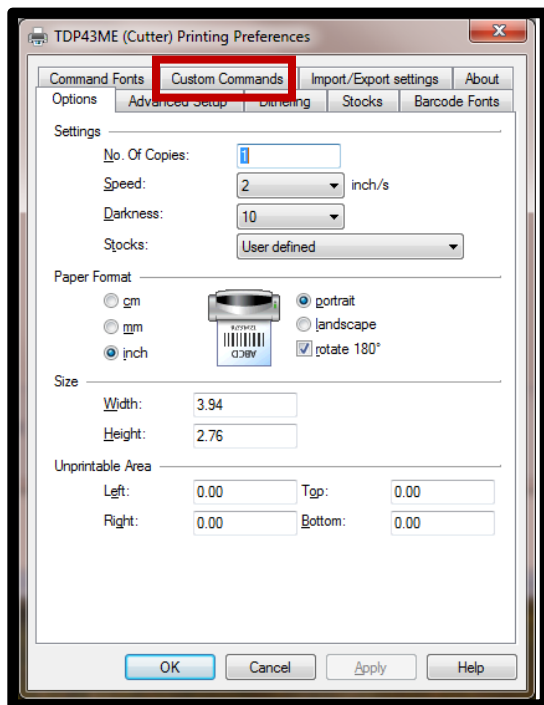 TDP43ME (Cutter) Printing Preferences
Command Fonts Custom Commands Import/Export settings About
Options Advanced Setup Dithering Stocks Barcode Fonts
Settings
No. Of Copies: 1
Speed: 2 inch/s
Darkness: 10
Stocks: User defined
Paper Format
cm portrait
mm landscape
inch rotate 180°
12345678
ABCD
Size
Width: 3.94
Height: 2.76
Unprintable Area
Left: 0.00 Top: 0.00
Right: 0.00 Bottom: 0.00
OK Cancel Apply Help